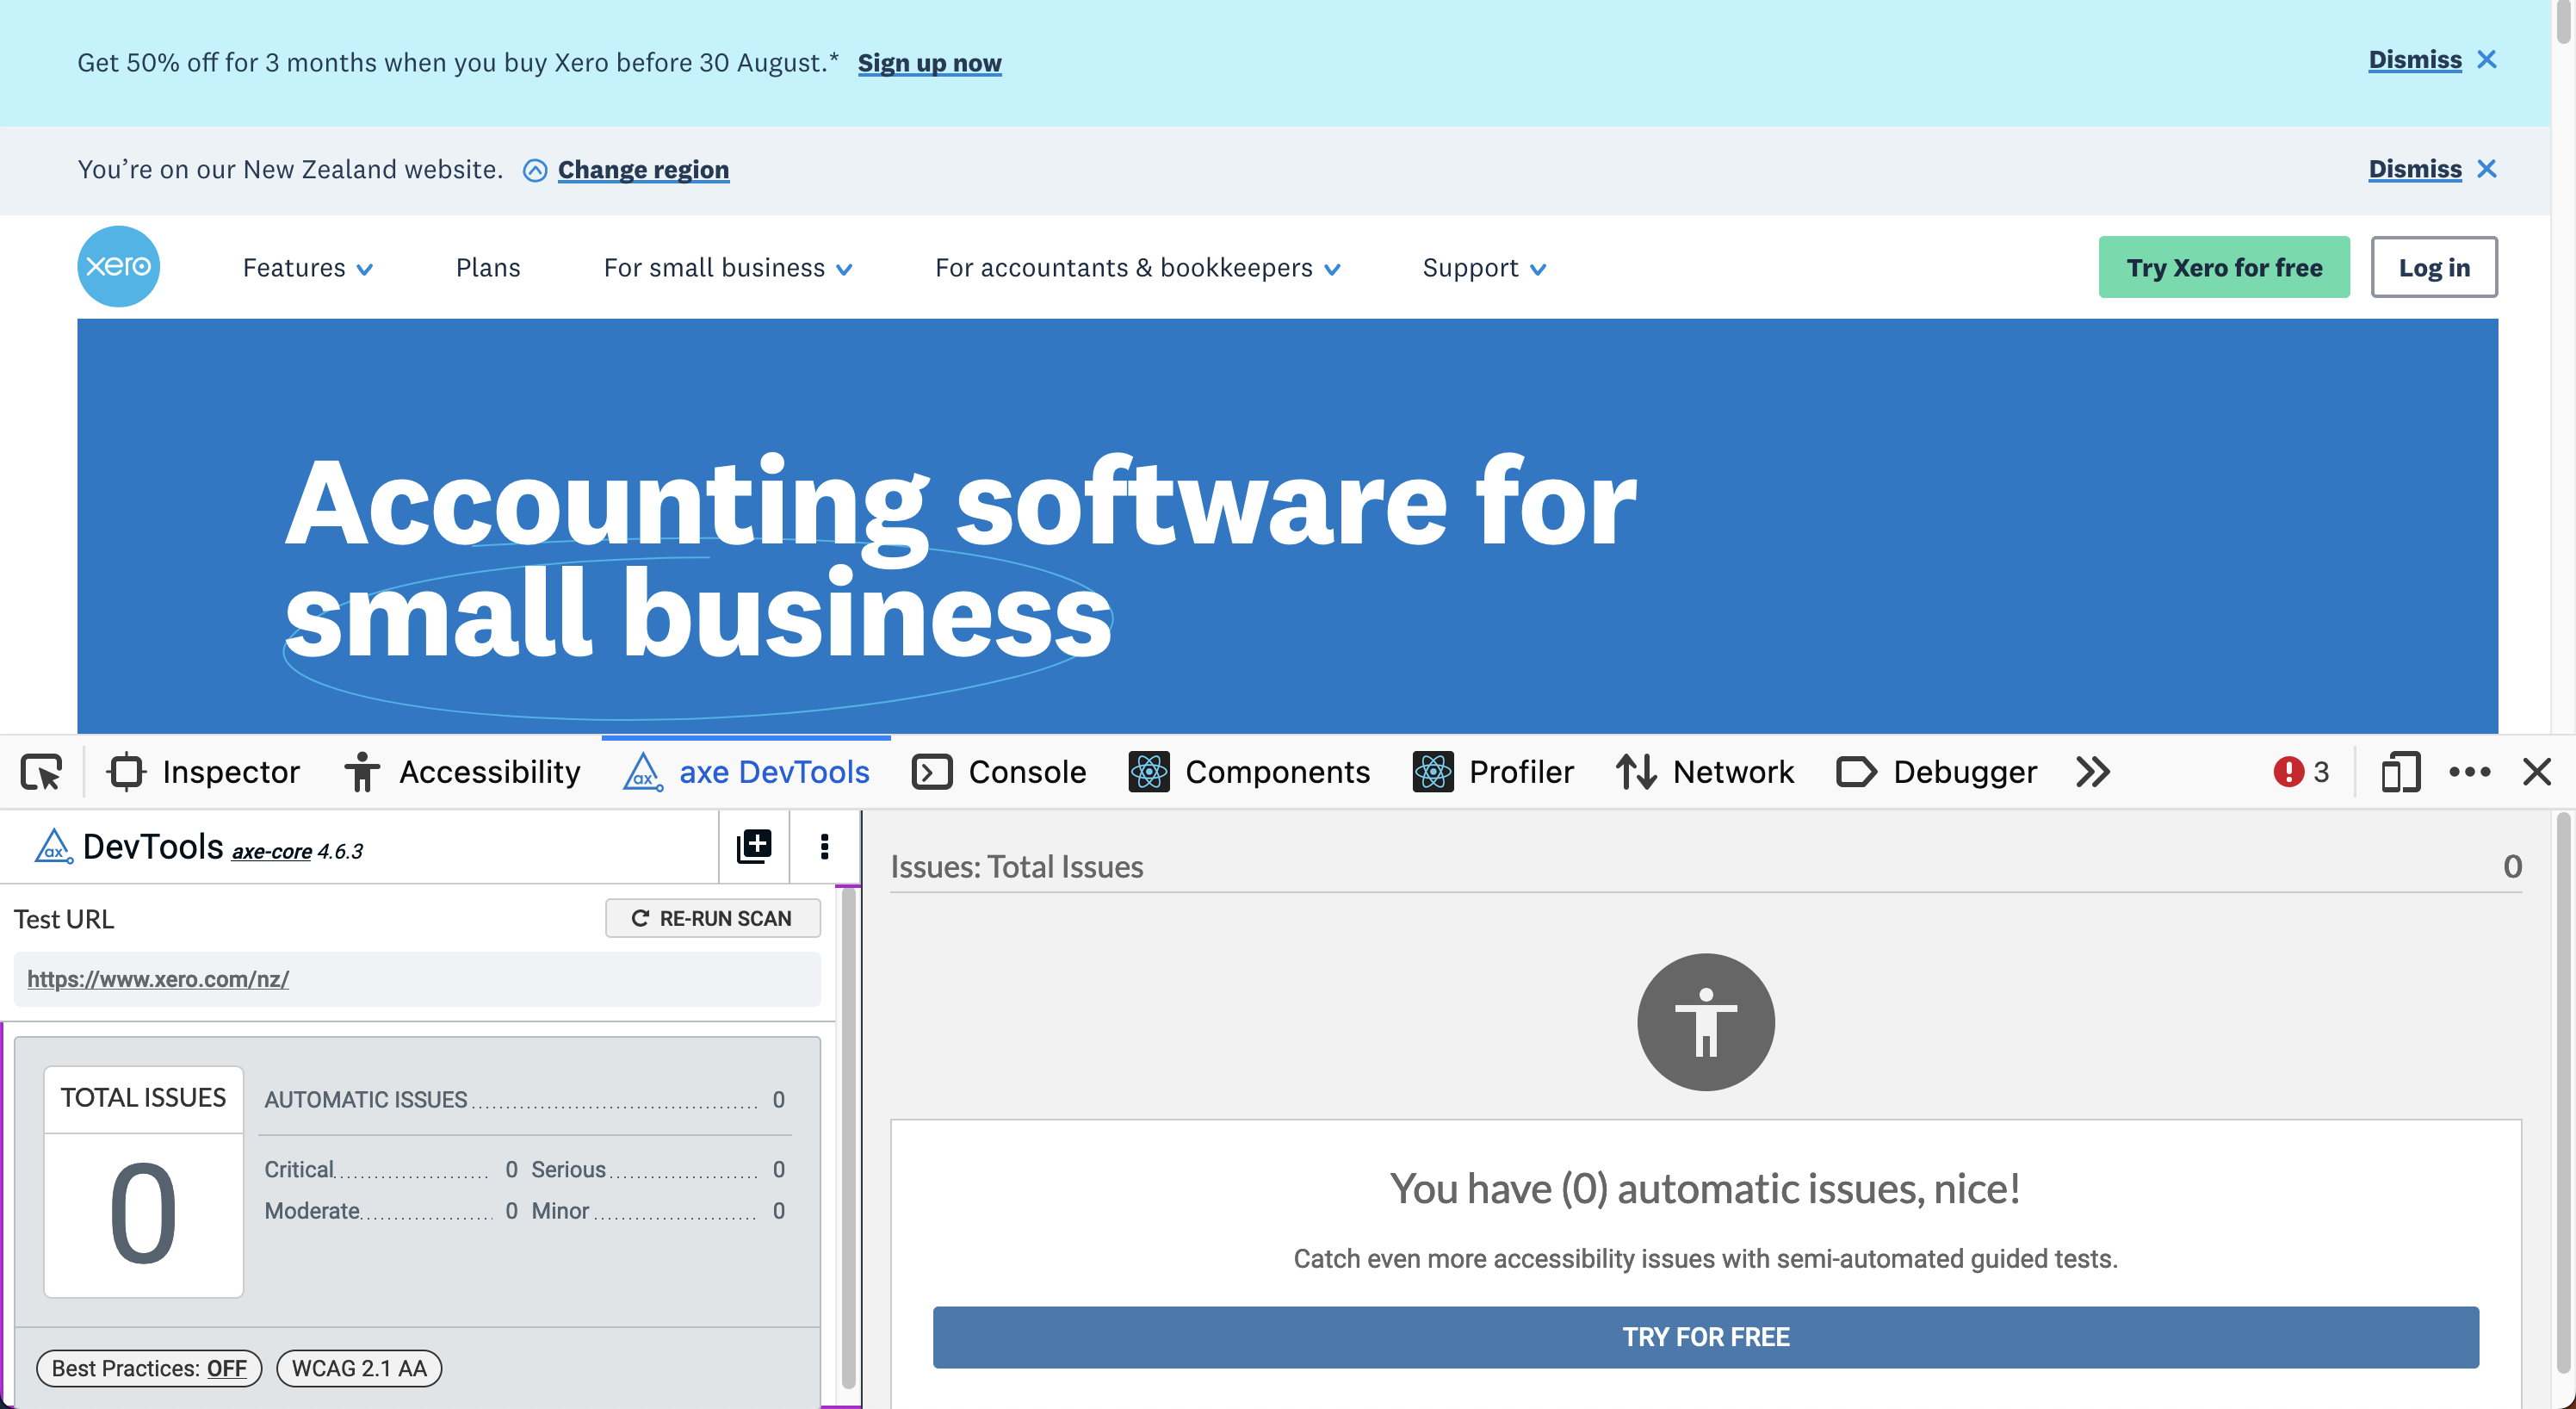 Get 50% off for 3 months when you buy Xero before 30 August.* Sign up now Dismiss
You’re on our New Zealand website. Change region Dismiss
xero Features Plans For small business For accountants & bookkeepers Support Try Xero for free Log in
Accounting software for
small business
Inspector Accessibility axe DevTools Console Components Profiler Network Debugger 3
DevTools axe-core 4.6.3
Test URL RE-RUN SCAN
https://www.xero.com/nz/
TOTAL ISSUES
0
AUTOMATIC ISSUES 0
Critical 0 Serious 0
Moderate 0 Minor 0
Best Practices: OFF WCAG 2.1 AA
Issues: Total Issues 0
You have (0) automatic issues, nice!
Catch even more accessibility issues with semi-automated guided tests.
TRY FOR FREE